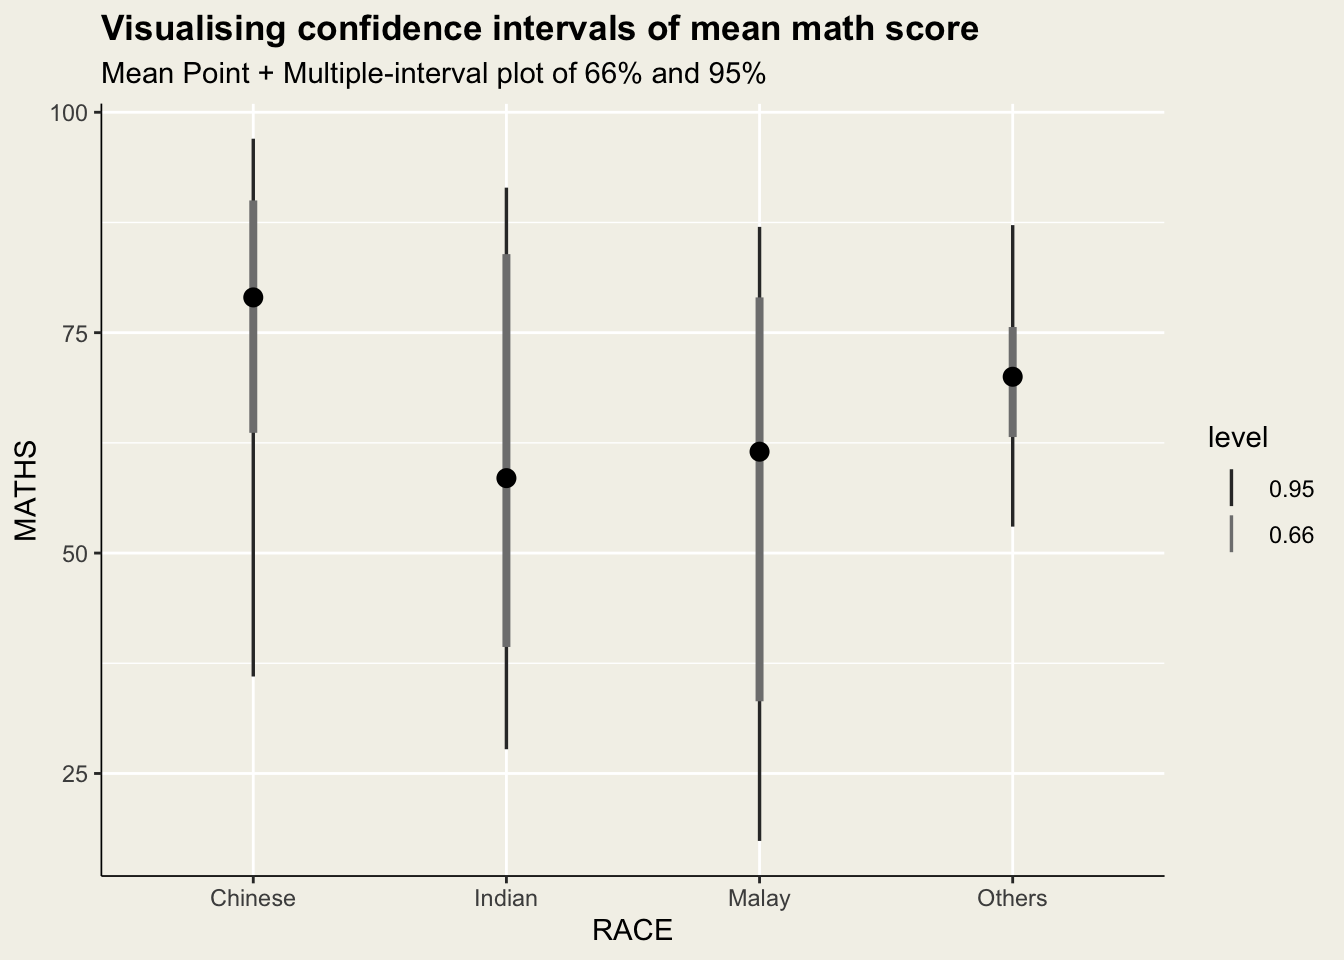 Visualising confidence intervals of mean math score
Mean Point + Multiple-interval plot of 66% and 95%
100
75
50
25
MATHS
Chinese Indian Malay Others
RACE
level
0.95
0.66